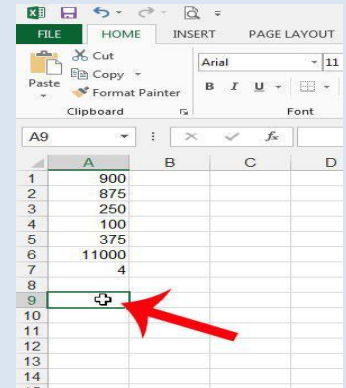 FILE HOME INSERT PAGE LAYOUT
Cut
Copy
Format Painter
Paste
Arial 11
B I U
Clipboard Font
A9 fx
A B C D
1 900
2 875
3 250
4 100
5 375
6 11000
7 4
8
9
10
11
12
13
14